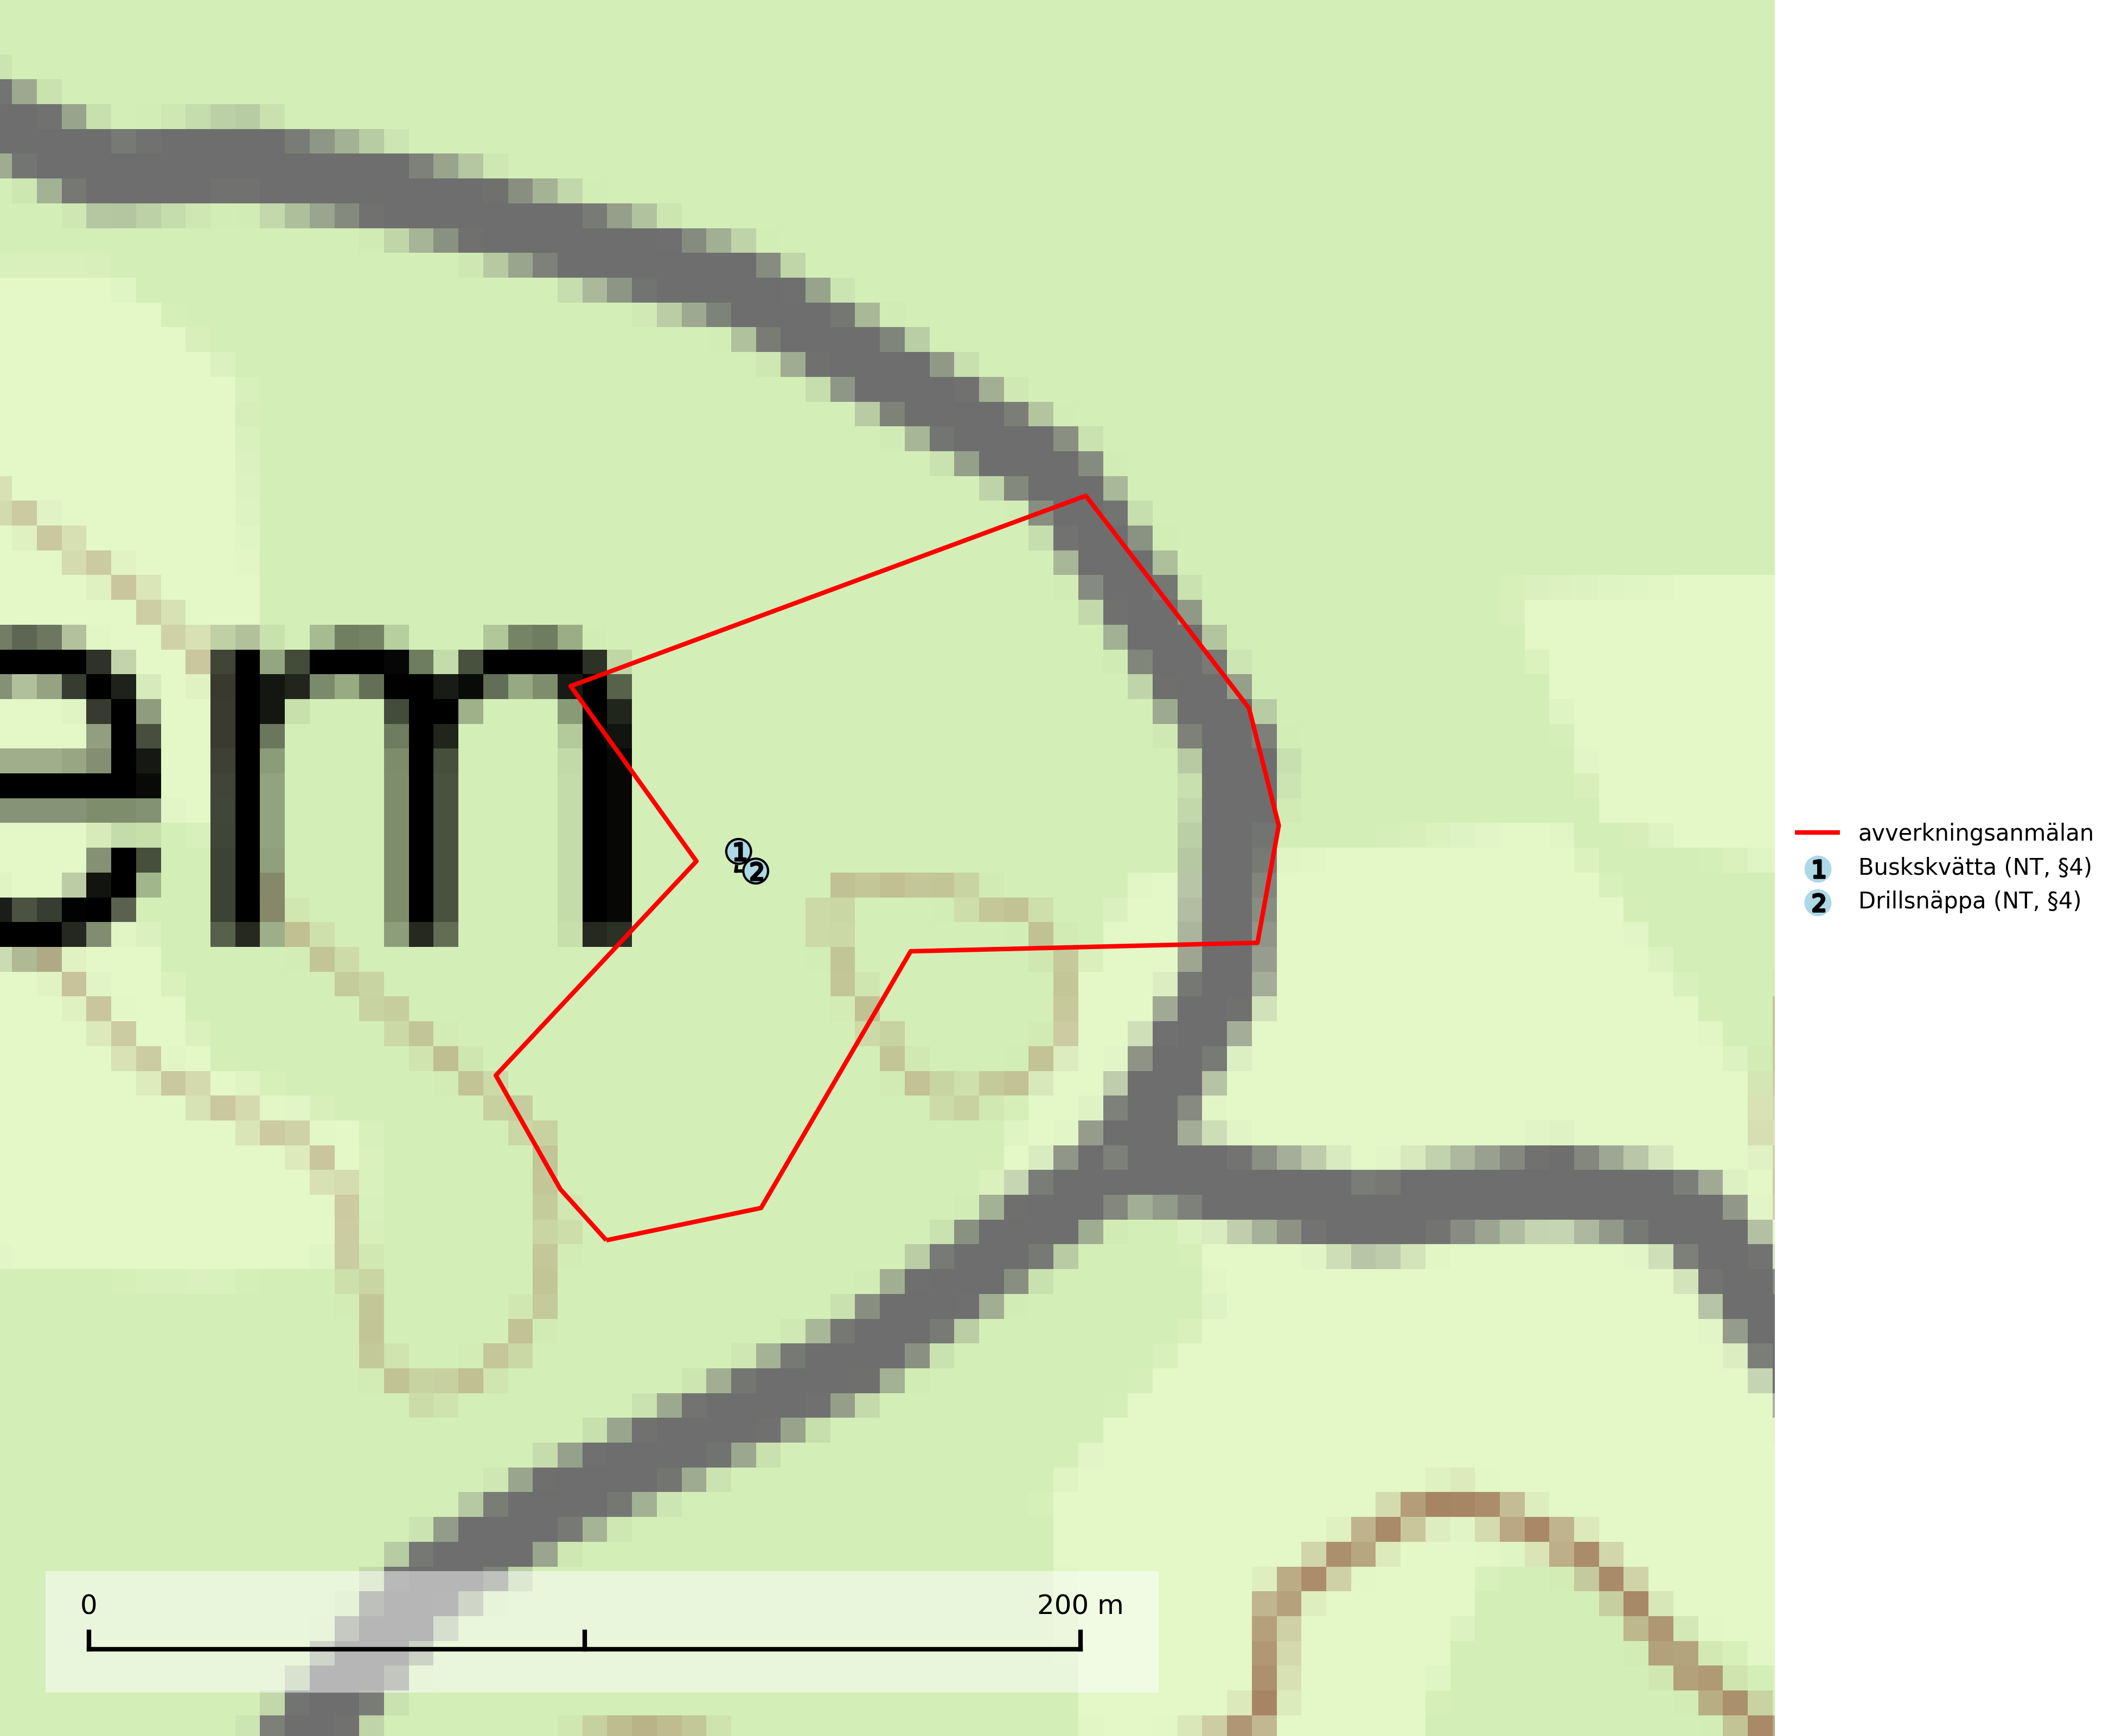 em
1
2
avverkningsanmälan
1 Buskskvätta (NT, §4)
2 Drillsnäppa (NT, §4)
0 200 m